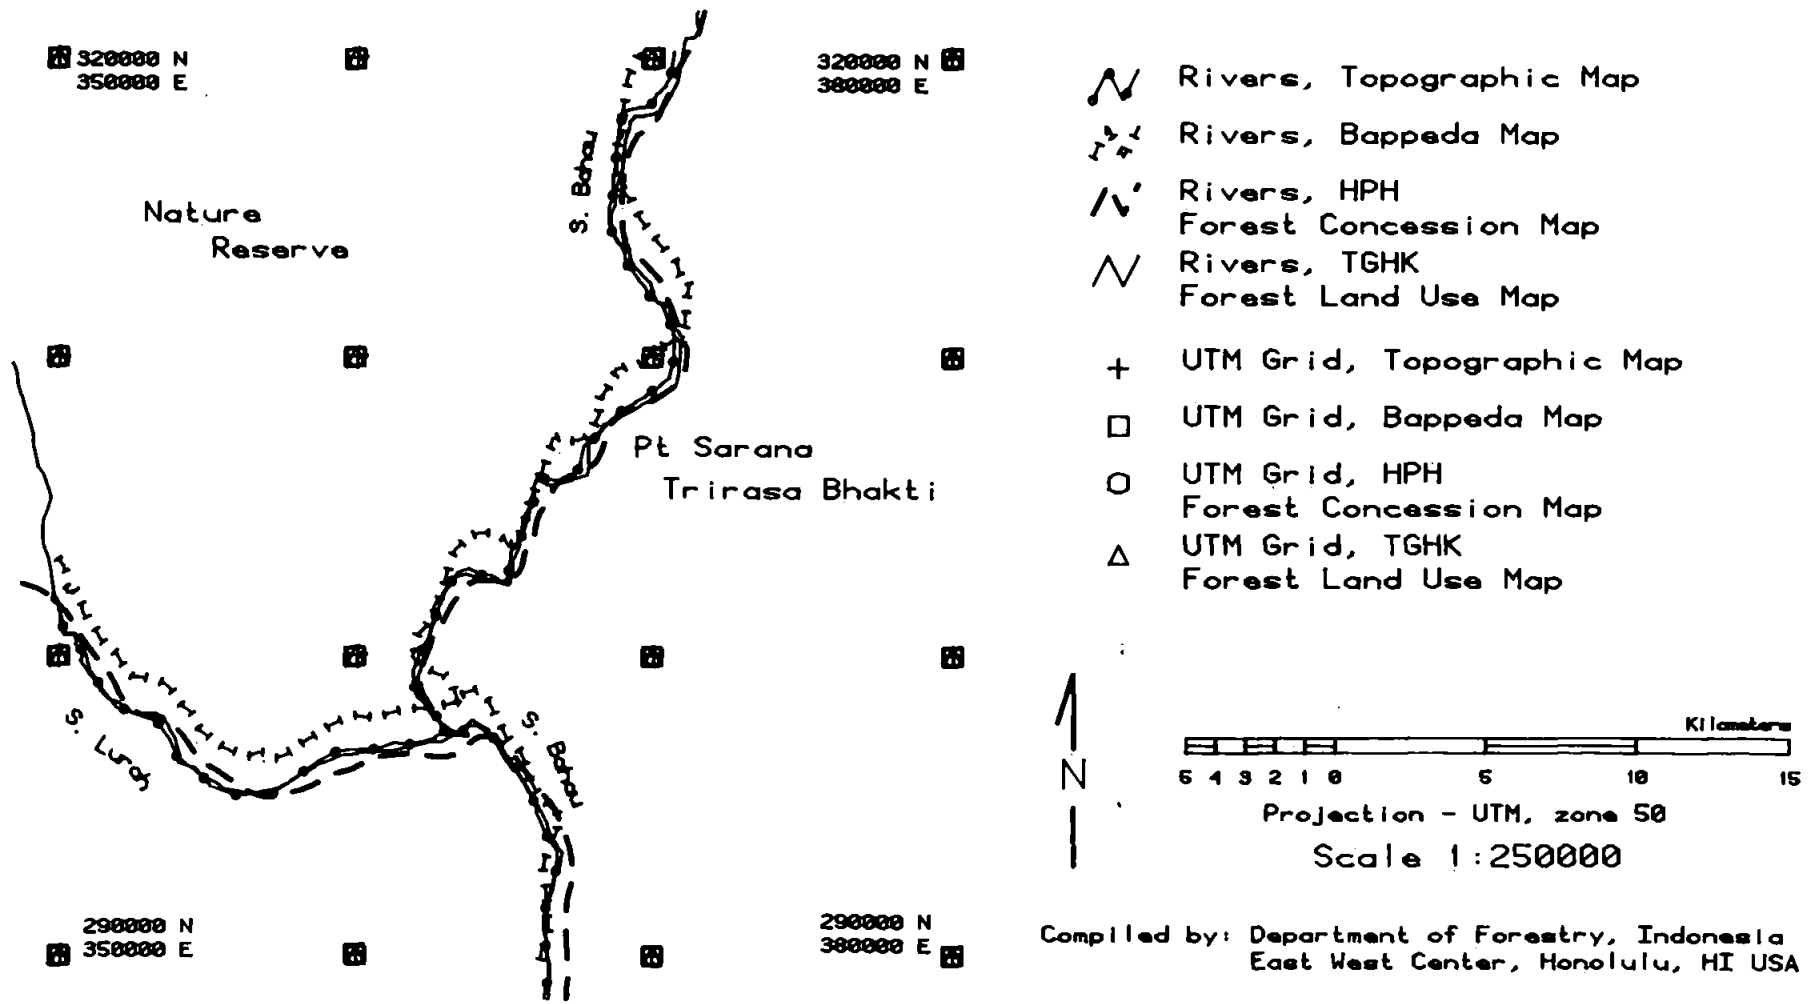 320000 N
350000 E
320000 N
380000 E
S. Bahau
Nature
Reserve
Pt Sarana
Trirasa Bhakti
S. Bahau
290000 N
350000 E
290000 N
380000 E
Rivers, Topographic Map
Rivers, Bappeda Map
Rivers, HPH
Forest Concession Map
Rivers, TGHK
Forest Land Use Map
UTM Grid, Topographic Map
UTM Grid, Bappeda Map
UTM Grid, HPH
Forest Concession Map
UTM Grid, TGHK
Forest Land Use Map
N
Kilometers
5 4 3 2 1 0 5 10 15
Projection - UTM, zone 50
Scale 1:250000
Compiled by: Department of Forestry, Indonesia
East West Center, Honolulu, HI USA
S. Lurah